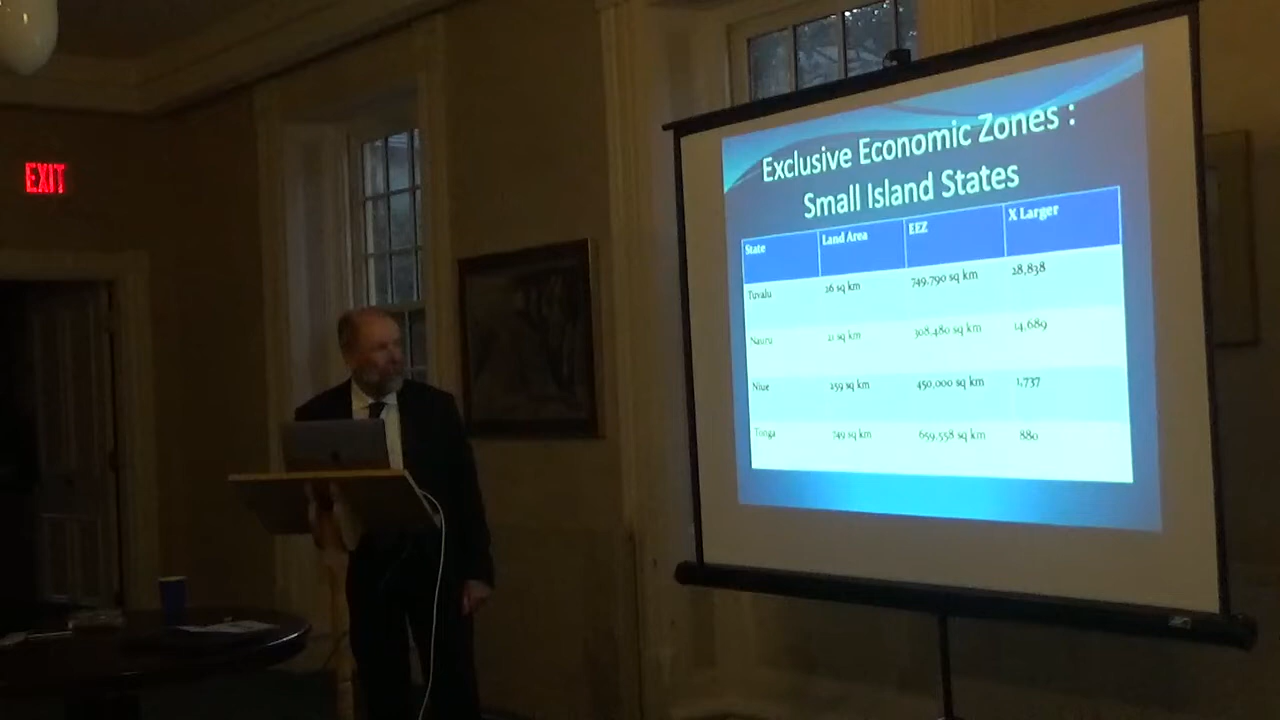 EXIT
Exclusive Economic Zones :
Small Island States
State Land Area EEZ X Larger
Tuvalu 26 sq km 749,790 sq km 28,838
Nauru 21 sq km 308,480 sq km 14,689
Niue 259 sq km 450,000 sq km 1,737
Tonga 749 sq km 659,558 sq km 880